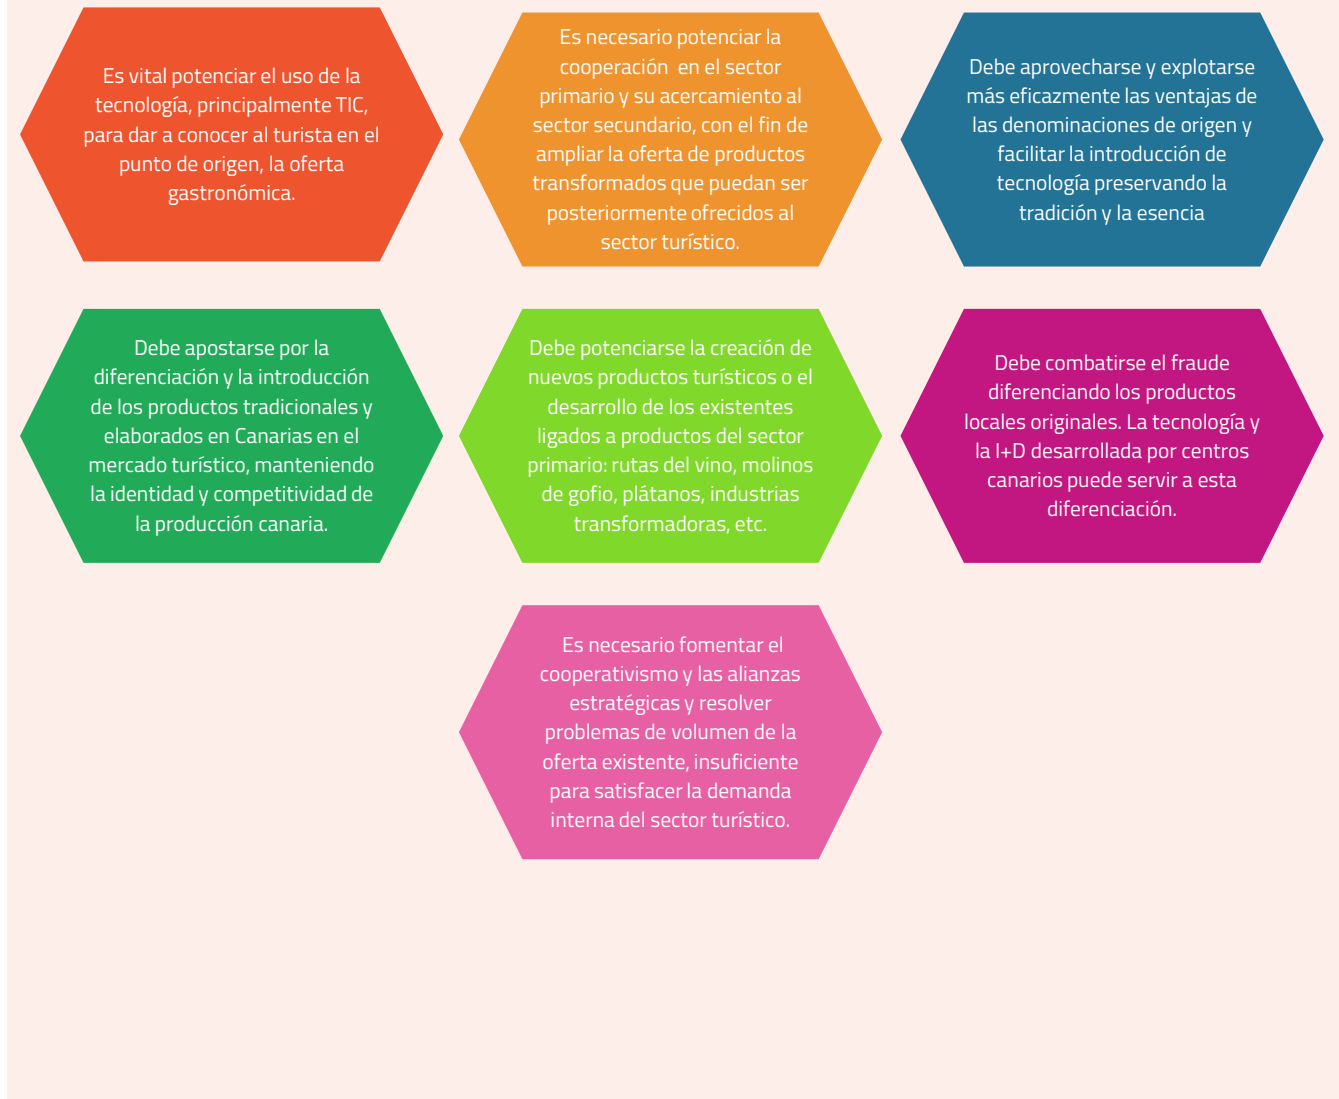 Es vital potenciar el uso de la
tecnología, principalmente TIC,
para dar a conocer al turista en el
punto de origen, la oferta
gastronómica.
Es necesario potenciar la
cooperación en el sector
primario y su acercamiento al
sector secundario, con el fin de
ampliar la oferta de productos
transformados que puedan ser
posteriormente ofrecidos al
sector turístico.
Debe aprovecharse y explotarse
más eficazmente las ventajas de
las denominaciones de origen y
facilitar la introducción de
tecnología preservando la
tradición y la esencia
Debe apostarse por la
diferenciación y la introducción
de los productos tradicionales y
elaborados en Canarias en el
mercado turístico, manteniendo
la identidad y competitividad de
la producción canaria.
Debe potenciarse la creación de
nuevos productos turísticos o el
desarrollo de los existentes
ligados a productos del sector
primario: rutas del vino, molinos
de gofio, plátanos, industrias
transformadoras, etc.
Debe combatirse el fraude
diferenciando los productos
locales originales. La tecnología y
la I+D desarrollada por centros
canarios puede servir a esta
diferenciación.
Es necesario fomentar el
cooperativismo y las alianzas
estratégicas y resolver
problemas de volumen de la
oferta existente, insuficiente
para satisfacer la demanda
interna del sector turístico.